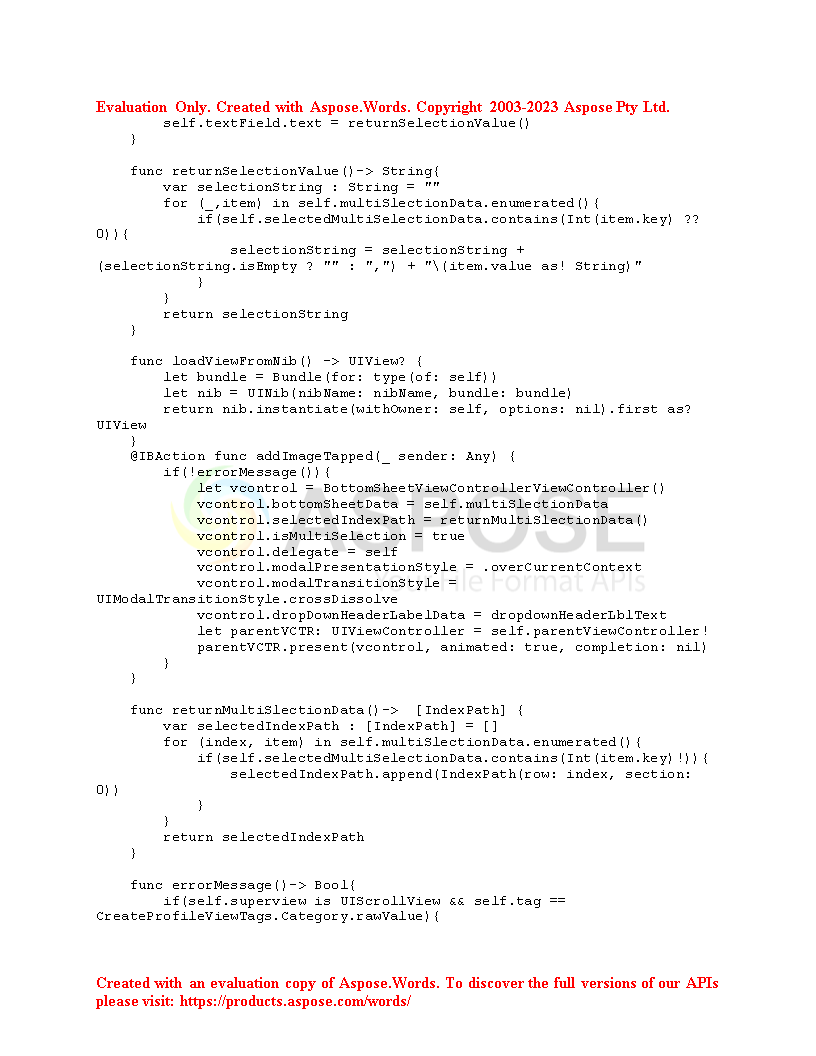 Evaluation Only. Created with Aspose.Words. Copyright 2003-2023 Aspose Pty Ltd.
        self.textField.text = returnSelectionValue()
    }

    func returnSelectionValue()-> String{
        var selectionString : String = ""
        for (_,item) in self.multiSlectionData.enumerated(){
            if(self.selectedMultiSelectionData.contains(Int(item.key) ??
0)){
                selectionString = selectionString +
(selectionString.isEmpty ? "" : ",") + "\(item.value as! String)"
            }
        }
        return selectionString
    }

    func loadViewFromNib() -> UIView? {
        let bundle = Bundle(for: type(of: self))
        let nib = UINib(nibName: nibName, bundle: bundle)
        return nib.instantiate(withOwner: self, options: nil).first as?
UIView
    }
    @IBAction func addImageTapped(_ sender: Any) {
        if(!errorMessage()){
            let vcontrol = BottomSheetViewControllerViewController()
            vcontrol.bottomSheetData = self.multiSlectionData
            vcontrol.selectedIndexPath = returnMultiSlectionData()
            vcontrol.isMultiSelection = true
            vcontrol.delegate = self
            vcontrol.modalPresentationStyle = .overCurrentContext
            vcontrol.modalTransitionStyle =
UIModalTransitionStyle.crossDissolve
            vcontrol.dropDownHeaderLabelData = dropdownHeaderLblText
            let parentVCTR: UIViewController = self.parentViewController!
            parentVCTR.present(vcontrol, animated: true, completion: nil)
        }
    }

    func returnMultiSlectionData()->  [IndexPath] {
        var selectedIndexPath : [IndexPath] = []
        for (index, item) in self.multiSlectionData.enumerated(){
            if(self.selectedMultiSelectionData.contains(Int(item.key)!)){
                selectedIndexPath.append(IndexPath(row: index, section:
0))
            }
        }
        return selectedIndexPath
    }

    func errorMessage()-> Bool{
        if(self.superview is UIScrollView && self.tag ==
CreateProfileViewTags.Category.rawValue){
ASPOSE
File Format APIs
Created with an evaluation copy of Aspose.Words. To discover the full versions of our APIs
please visit: https://products.aspose.com/words/